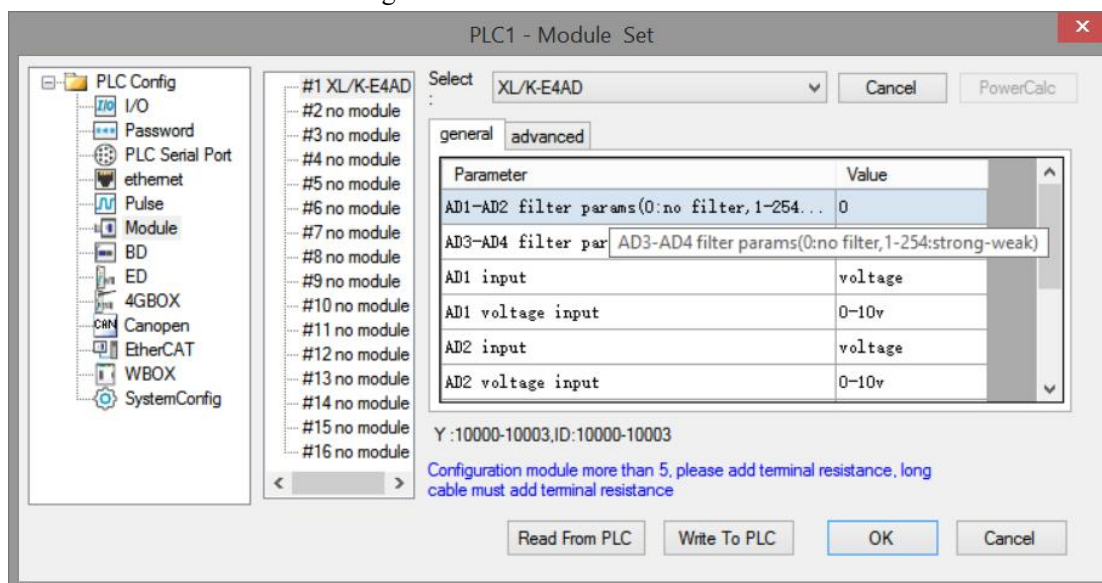 PLC1 - Module Set
PLC Config
I/O
I/O
Password
PLC Serial Port
ethernet
Pulse
Module
BD
ED
4GBOX
CAN
Canopen
EtherCAT
WBOX
SystemConfig
#1 XL/K-E4AD
#2 no module
#3 no module
#4 no module
#5 no module
#6 no module
#7 no module
#8 no module
#9 no module
#10 no module
#11 no module
#12 no module
#13 no module
#14 no module
#15 no module
#16 no module
Select : XL/K-E4AD Cancel PowerCalc
general advanced
Parameter Value
AD1-AD2 filter params(0:no filter,1-254... 0
AD3-AD4 filter par
AD3-AD4 filter params(0:no filter,1-254:strong-weak)
AD1 input voltage
AD1 voltage input 0-10v
AD2 input voltage
AD2 voltage input 0-10v
Y :10000-10003,ID:10000-10003
Configuration module more than 5, please add terminal resistance, long
cable must add terminal resistance
Read From PLC Write To PLC OK Cancel